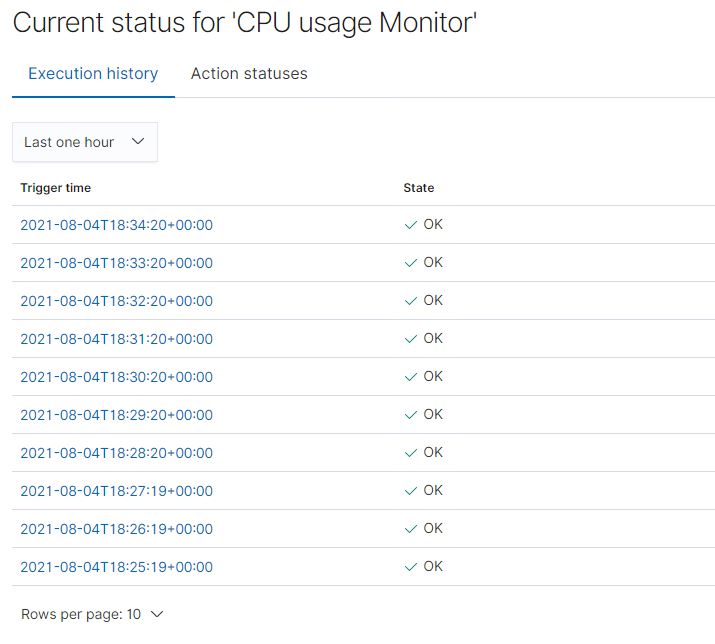 Current status for 'CPU usage Monitor'
Execution history Action statuses
Last one hour
Trigger time State
2021-08-04T18:34:20+00:00 OK
2021-08-04T18:33:20+00:00 OK
2021-08-04T18:32:20+00:00 OK
2021-08-04T18:31:20+00:00 OK
2021-08-04T18:30:20+00:00 OK
2021-08-04T18:29:20+00:00 OK
2021-08-04T18:28:20+00:00 OK
2021-08-04T18:27:19+00:00 OK
2021-08-04T18:26:19+00:00 OK
2021-08-04T18:25:19+00:00 OK
Rows per page: 10